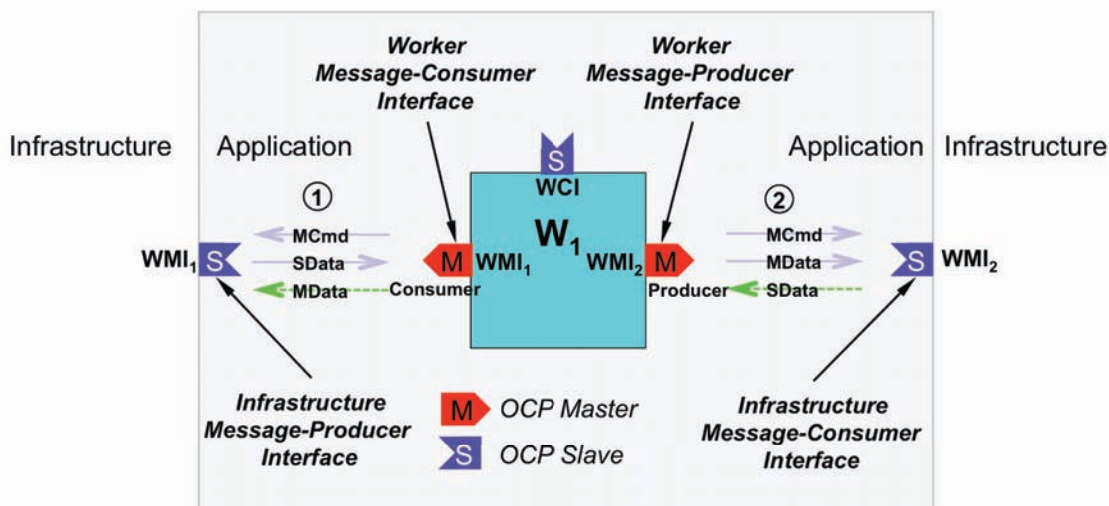 Worker
Message-Consumer
Interface
Worker
Message-Producer
Interface
Infrastructure
Application
Application
Infrastructure
S
WCI
W1
①
MCmd
SData
MData
WMI1
S
M
Consumer
WMI1
WMI2
M
Producer
②
MCmd
MData
SData
S
WMI2
Infrastructure
Message-Producer
Interface
M OCP Master
S OCP Slave
Infrastructure
Message-Consumer
Interface